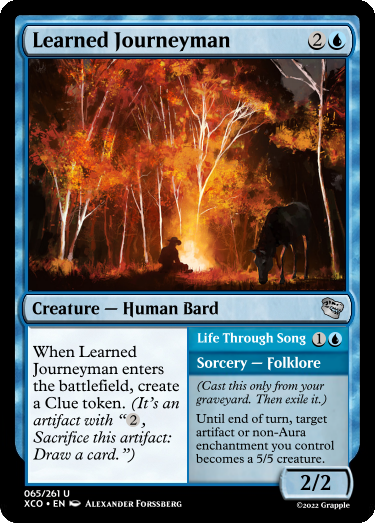 Learned Journeyman 2
Creature — Human Bard
When Learned
Journeyman enters
the battlefield, create
a Clue token. (It's an
artifact with “2,
Sacrifice this artifact:
Draw a card.”)
Life Through Song 1
Sorcery — Folklore
(Cast this only from your
graveyard. Then exile it.)
Until end of turn, target
artifact or non-Aura
enchantment you control
becomes a 5/5 creature.
2/2
065/261 U
XCO • EN Alexander Forssberg
©2022 Grapple